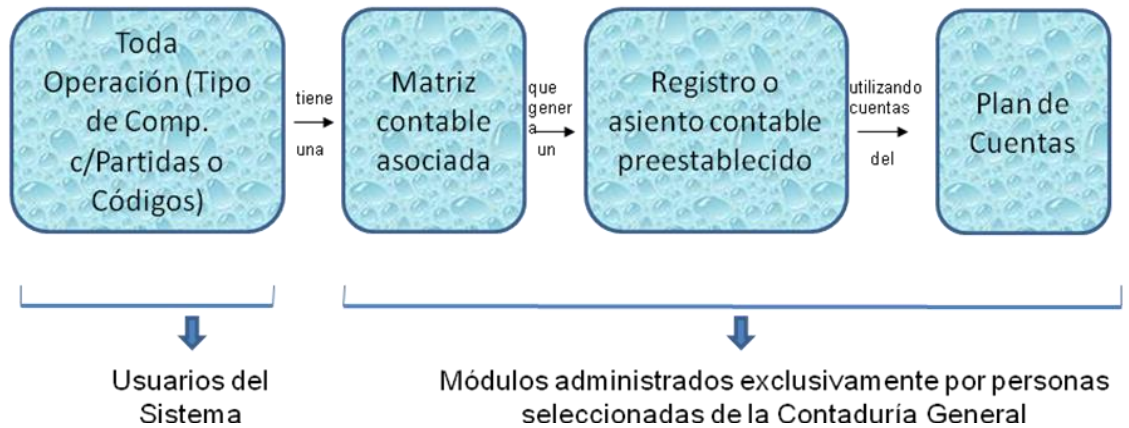 Toda
Operación (Tipo
de Comp.
c/Partidas o
Códigos)
tiene
una
Matriz
contable
asociada
que
gener
a
un
Registro o
asiento contable
preestablecido
utilizando
cuentas
del
Plan de
Cuentas
Usuarios del
Sistema
Módulos administrados exclusivamente por personas
seleccionadas de la Contaduría General